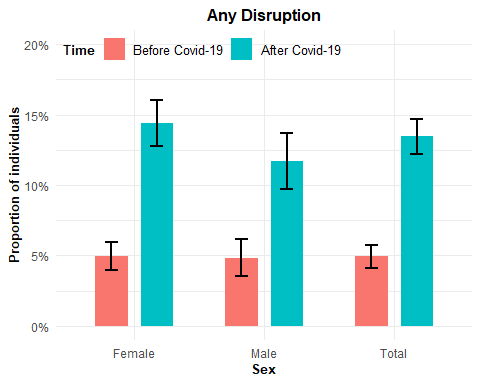 Any Disruption
Time Before Covid-19 After Covid-19
20%
15%
10%
5%
0%
Proportion of individuals
Female Male Total
Sex